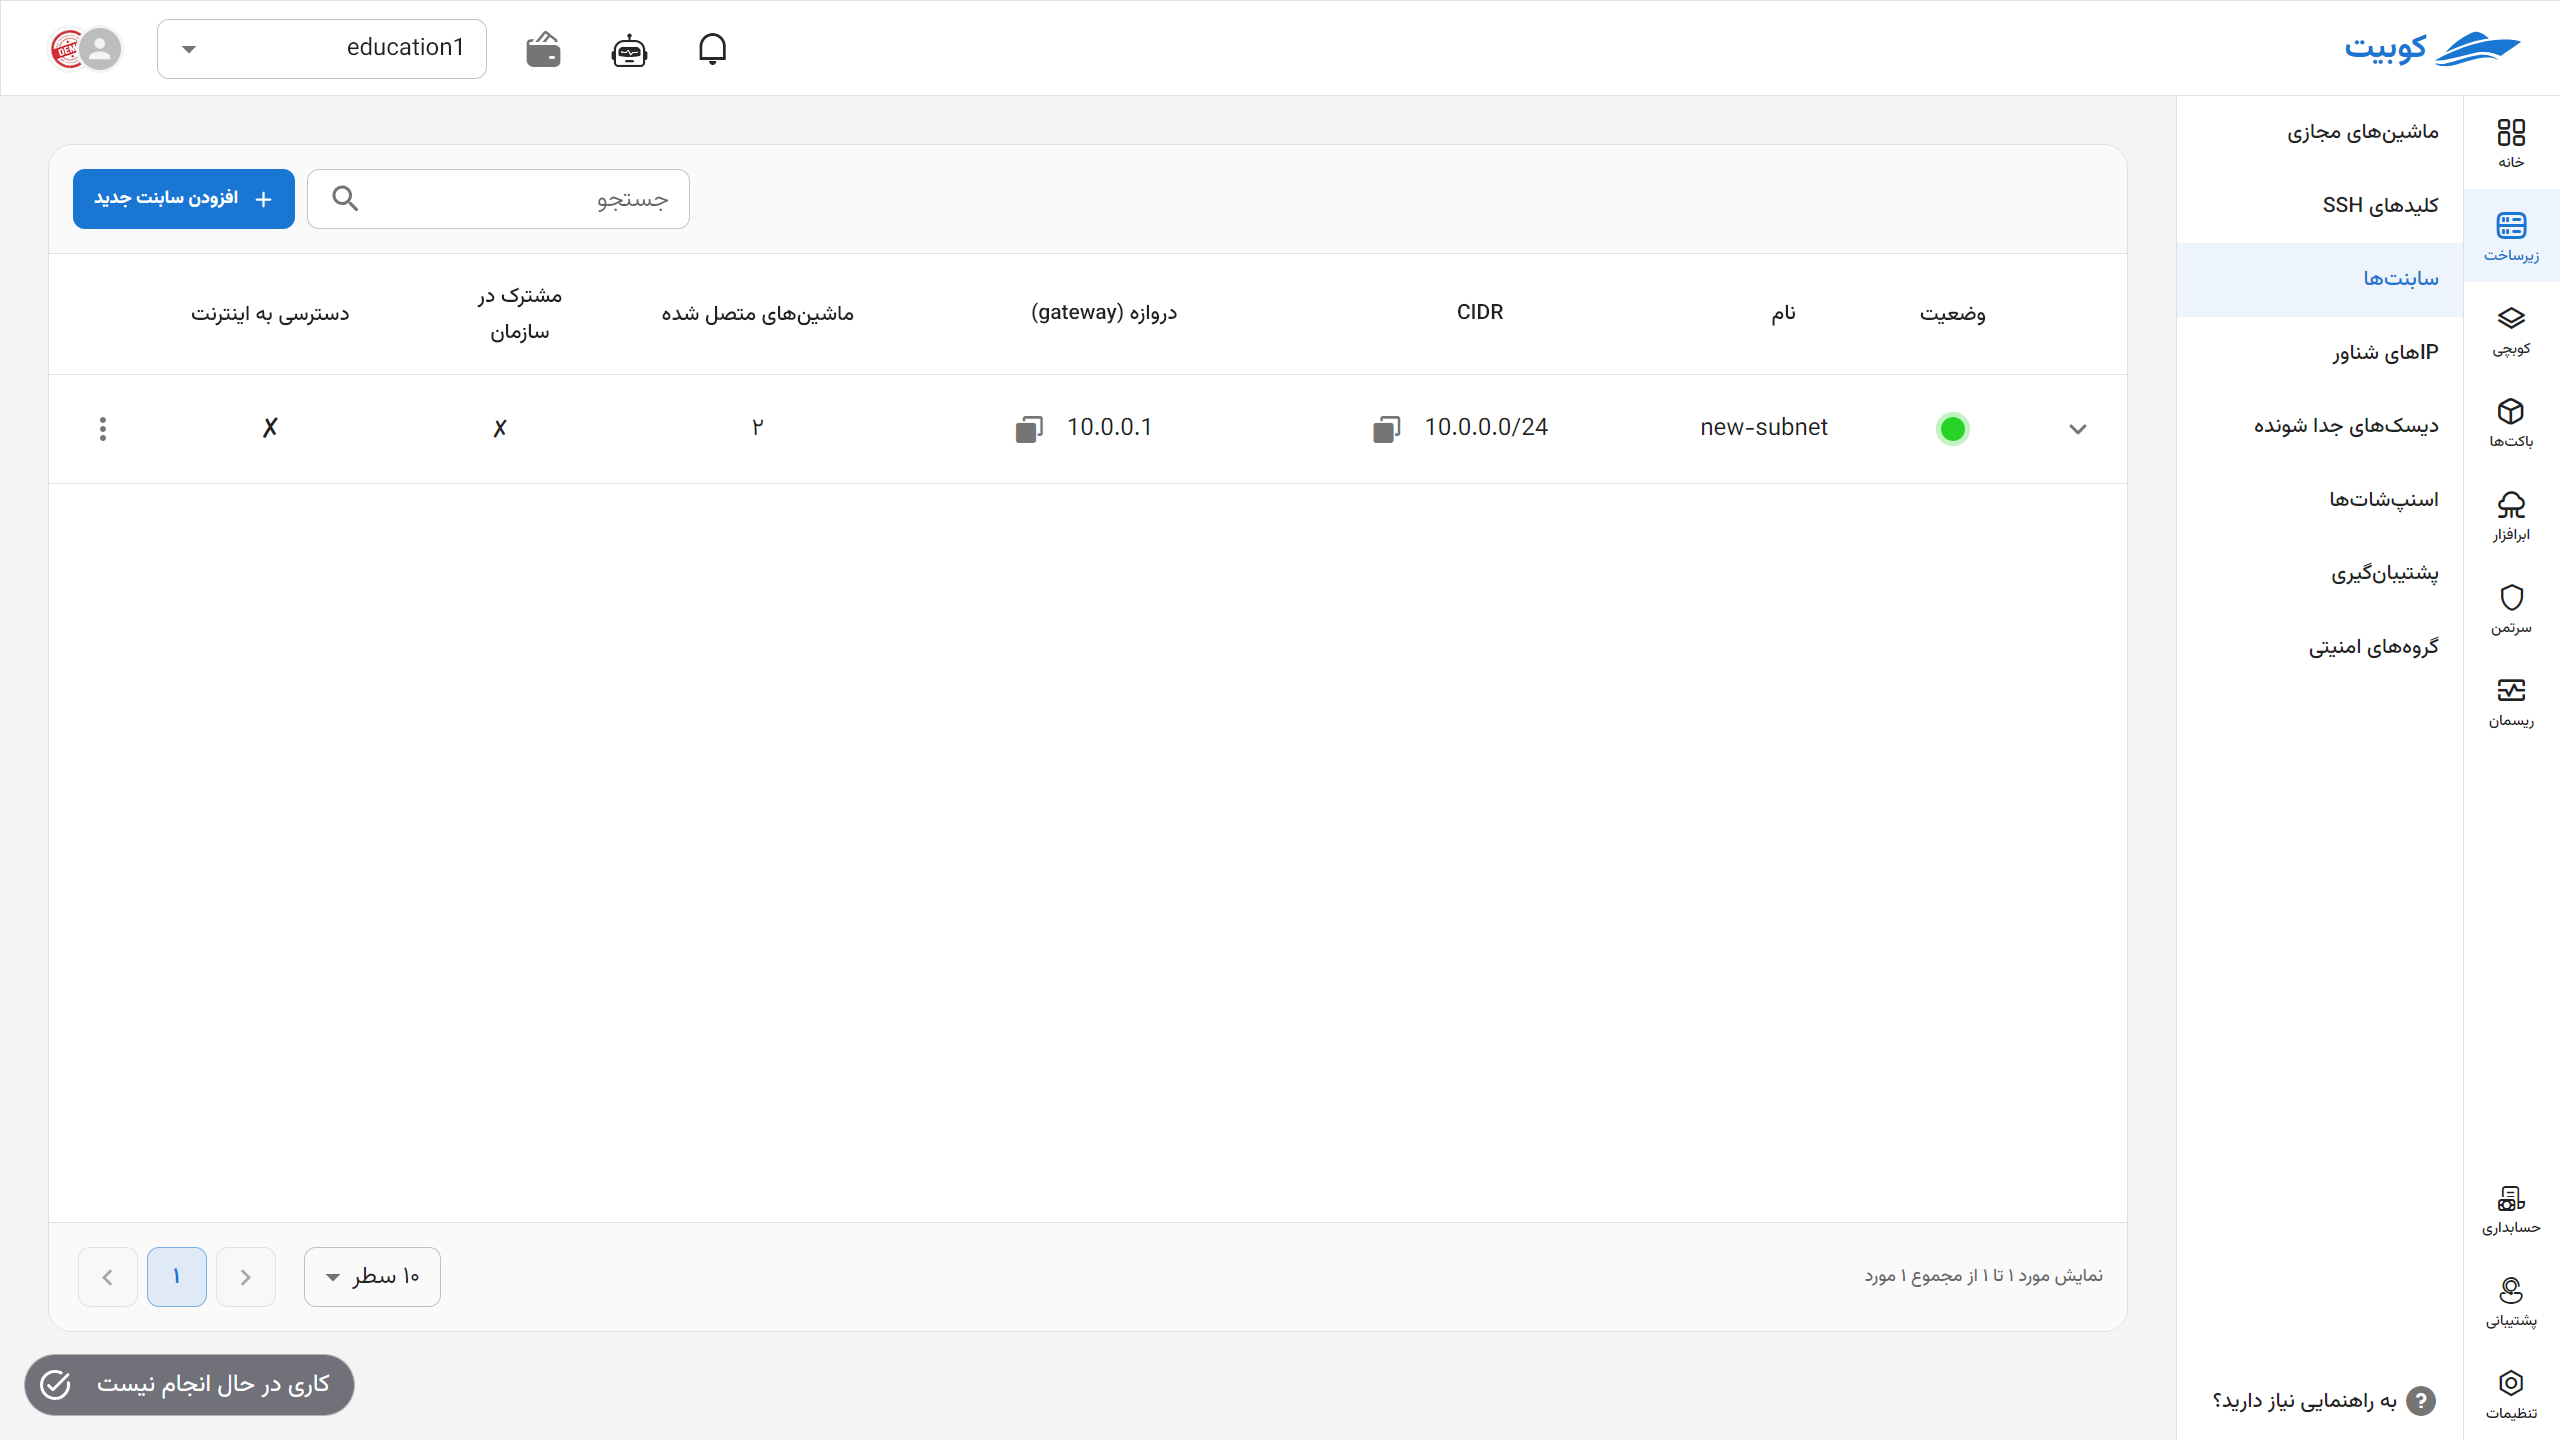 کوبیت
education1
DEMO
خانه
زیرساخت
کوبچی
باکت‌ها
ابرافزار
سرتمن
ریسمان
حسابداری
پشتیبانی
تنظیمات
ماشین‌های مجازی
کلیدهای SSH
سابنت‌ها
IPهای شناور
دیسک‌های جدا شونده
اسنپ‌شات‌ها
پشتیبان‌گیری
گروه‌های امنیتی
به راهنمایی نیاز دارید؟
جستجو
افزودن سابنت جدید
وضعیت
نام
CIDR
دروازه (gateway)
ماشین‌های متصل شده
مشترک در
سازمان
دسترسی به اینترنت
new-subnet
10.0.0.0/24
10.0.0.1
۲
✗
✗
نمایش مورد ۱ تا ۱ از مجموع ۱ مورد
۱۰ سطر
۱
کاری در حال انجام نیست